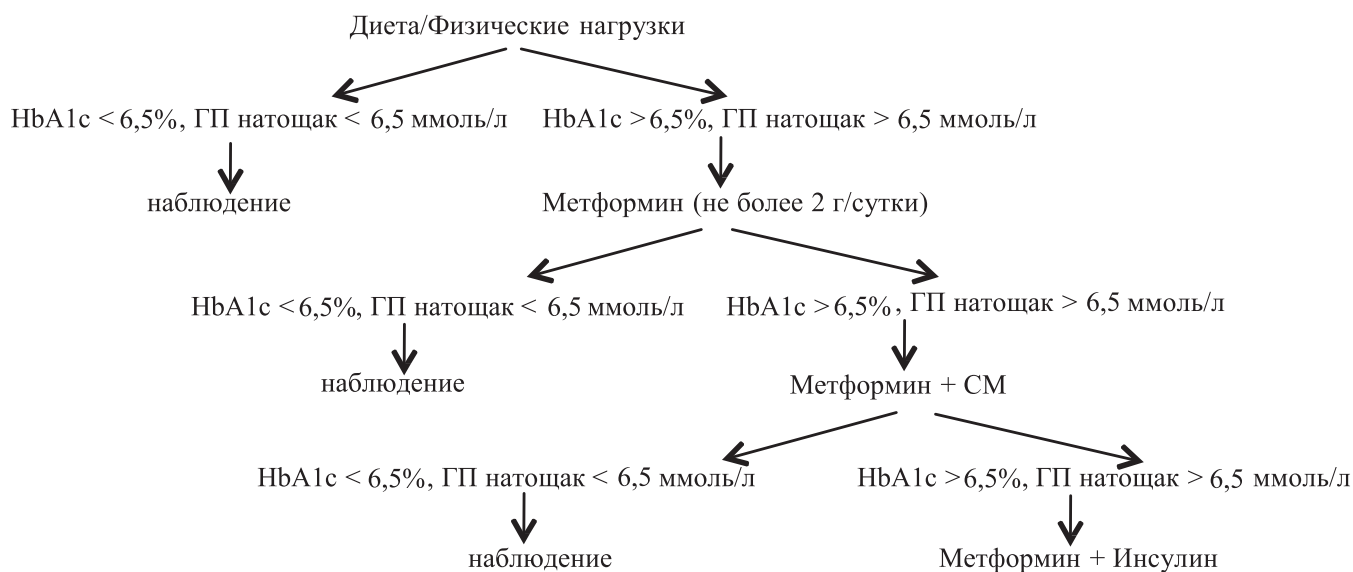 Диета/Физические нагрузки
HbA1c < 6,5%, ГП натощак < 6,5 ммоль/л
HbA1c > 6,5%, ГП натощак > 6,5 ммоль/л
наблюдение
Метформин (не более 2 г/сутки)
HbA1c < 6,5%, ГП натощак < 6,5 ммоль/л
HbA1c > 6,5%, ГП натощак > 6,5 ммоль/л
наблюдение
Метформин + СМ
HbA1c < 6,5%, ГП натощак < 6,5 ммоль/л
HbA1c > 6,5%, ГП натощак > 6,5 ммоль/л
наблюдение
Метформин + Инсулин